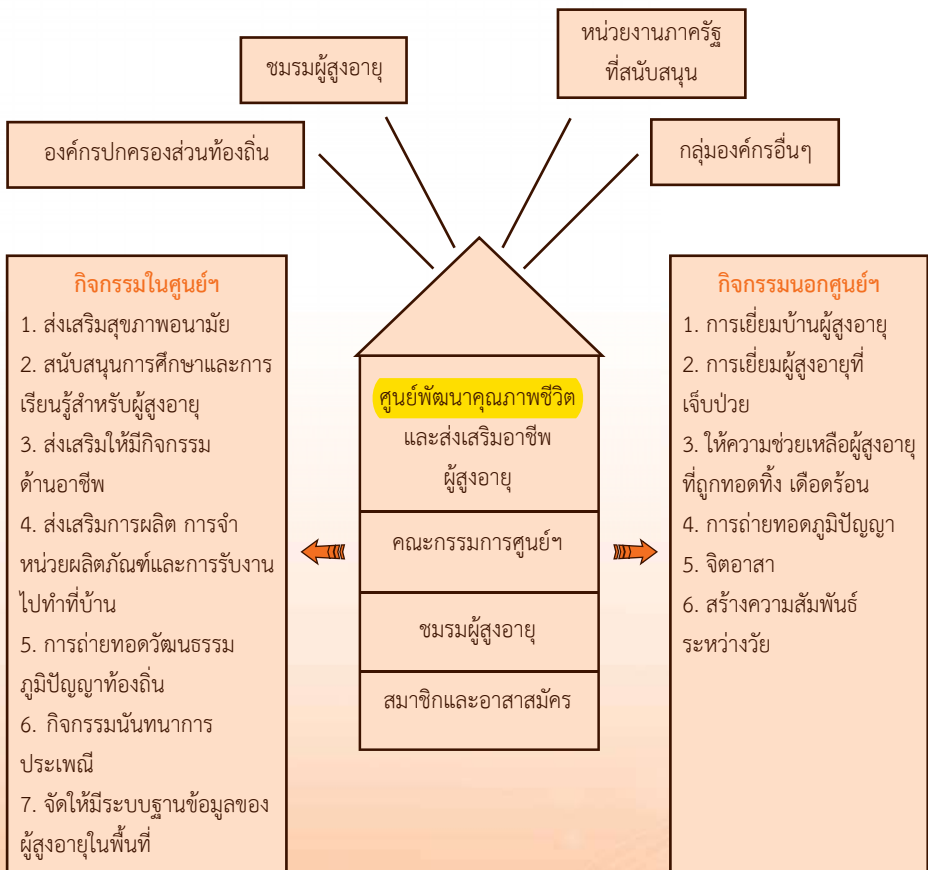 หน่วยงานภาครัฐ
ที่สนับสนุน
ชมรมผู้สูงอายุ
องค์กรปกครองส่วนท้องถิ่น
กลุ่มองค์กรอื่นๆ
กิจกรรมในศูนย์ฯ
1. ส่งเสริมสุขภาพอนามัย
2. สนับสนุนการศึกษาและการ
เรียนรู้สำหรับผู้สูงอายุ
3. ส่งเสริมให้มีกิจกรรม
ด้านอาชีพ
4. ส่งเสริมการผลิต การจำ
หน่วยผลิตภัณฑ์และการรับงาน
ไปทำที่บ้าน
5. การถ่ายทอดวัฒนธรรม
ภูมิปัญญาท้องถิ่น
6. กิจกรรมนันทนาการ
ประเพณี
7. จัดให้มีระบบฐานข้อมูลของ
ผู้สูงอายุในพื้นที่
ศูนย์พัฒนาคุณภาพชีวิต
และส่งเสริมอาชีพ
ผู้สูงอายุ
คณะกรรมการศูนย์ฯ
ชมรมผู้สูงอายุ
สมาชิกและอาสาสมัคร
กิจกรรมนอกศูนย์ฯ
1. การเยี่ยมบ้านผู้สูงอายุ
2. การเยี่ยมผู้สูงอายุที่
เจ็บป่วย
3. ให้ความช่วยเหลือผู้สูงอายุ
ที่ถูกทอดทิ้ง เดือดร้อน
4. การถ่ายทอดภูมิปัญญา
5. จิตอาสา
6. สร้างความสัมพันธ์
ระหว่างวัย